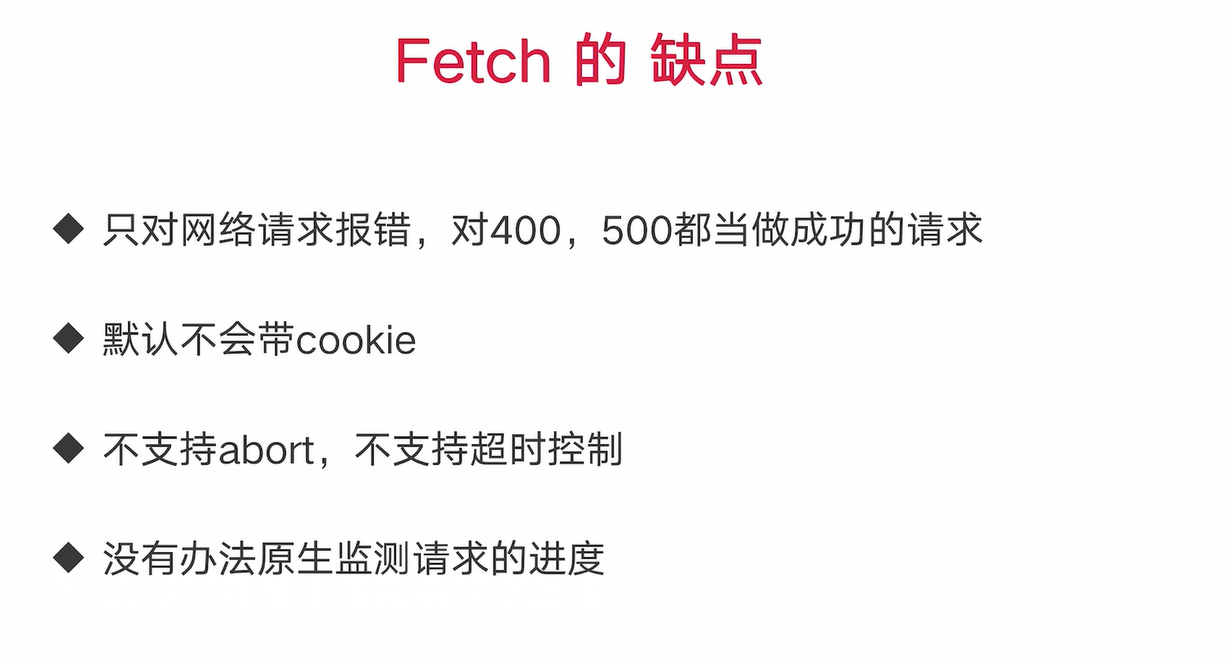 Fetch 的 缺点
◆ 只对网络请求报错，对400，500都当做成功的请求
◆ 默认不会带cookie
◆ 不支持abort，不支持超时控制
◆ 没有办法原生监测请求的进度